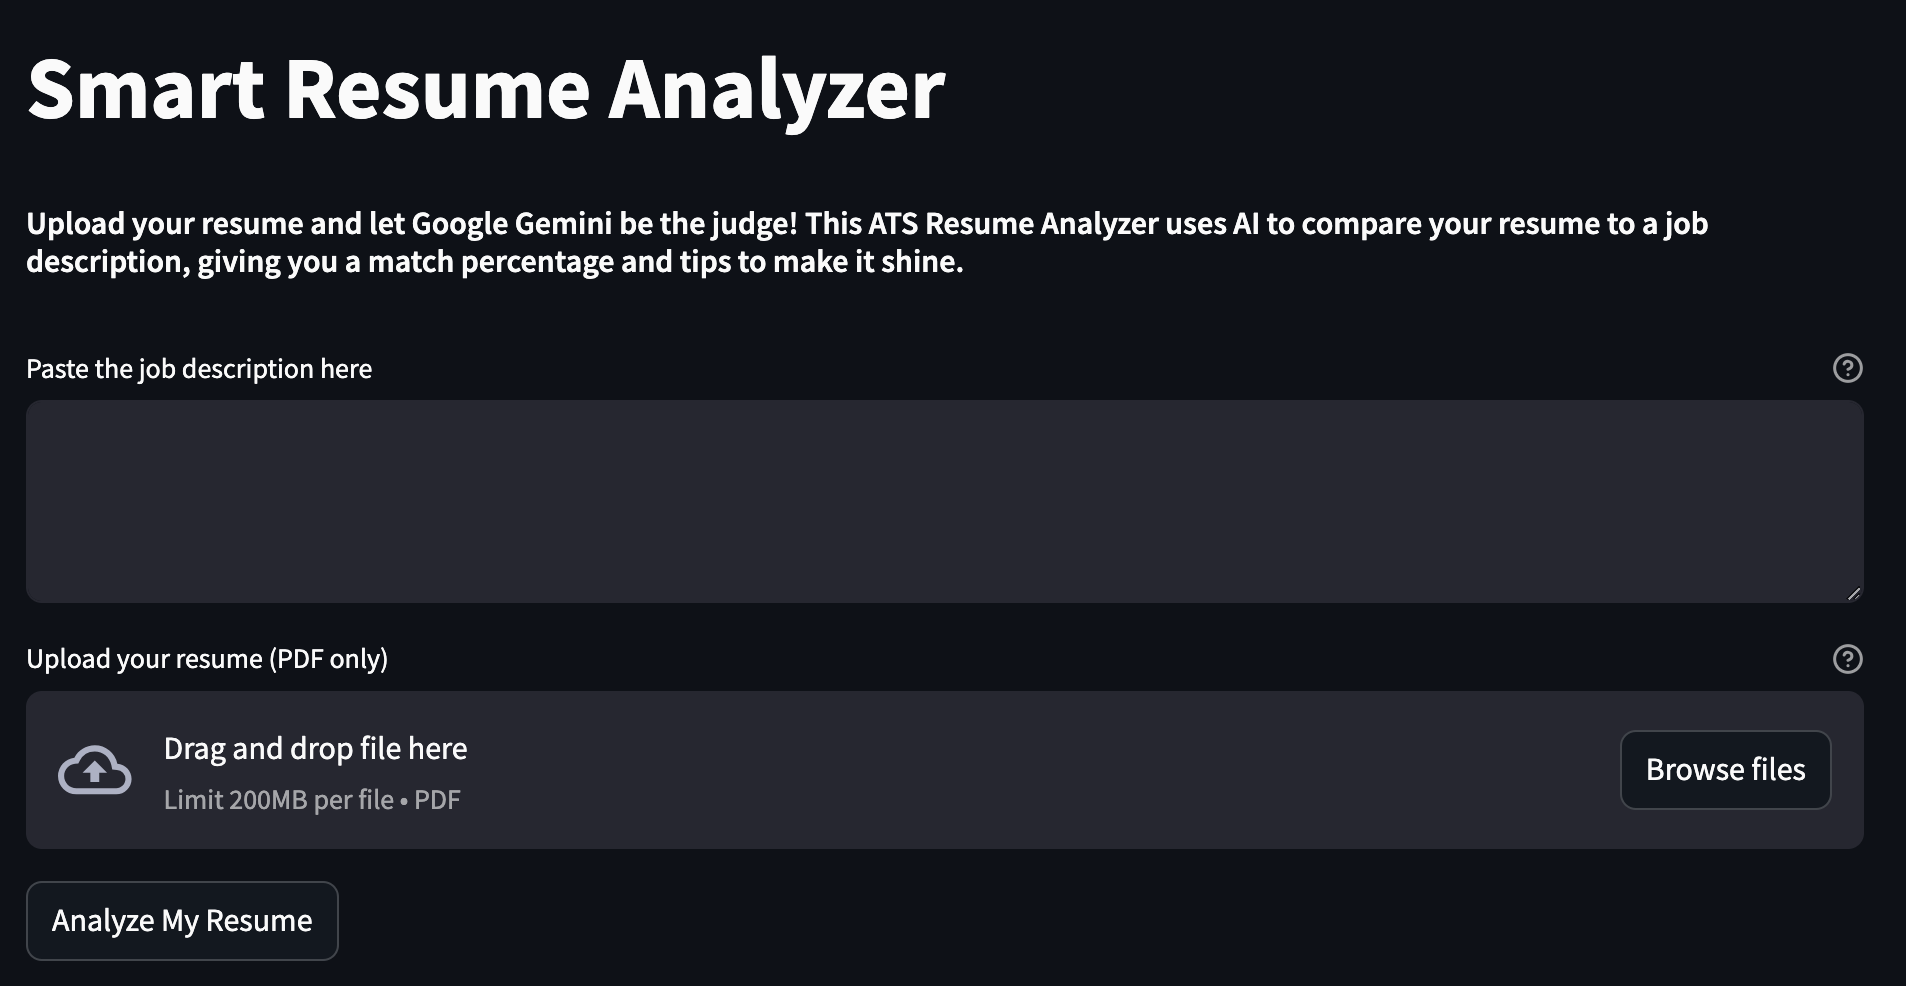 Smart Resume Analyzer
Upload your resume and let Google Gemini be the judge! This ATS Resume Analyzer uses AI to compare your resume to a job
description, giving you a match percentage and tips to make it shine.
Paste the job description here
?
Upload your resume (PDF only)
?
Drag and drop file here
Limit 200MB per file • PDF
Browse files
Analyze My Resume